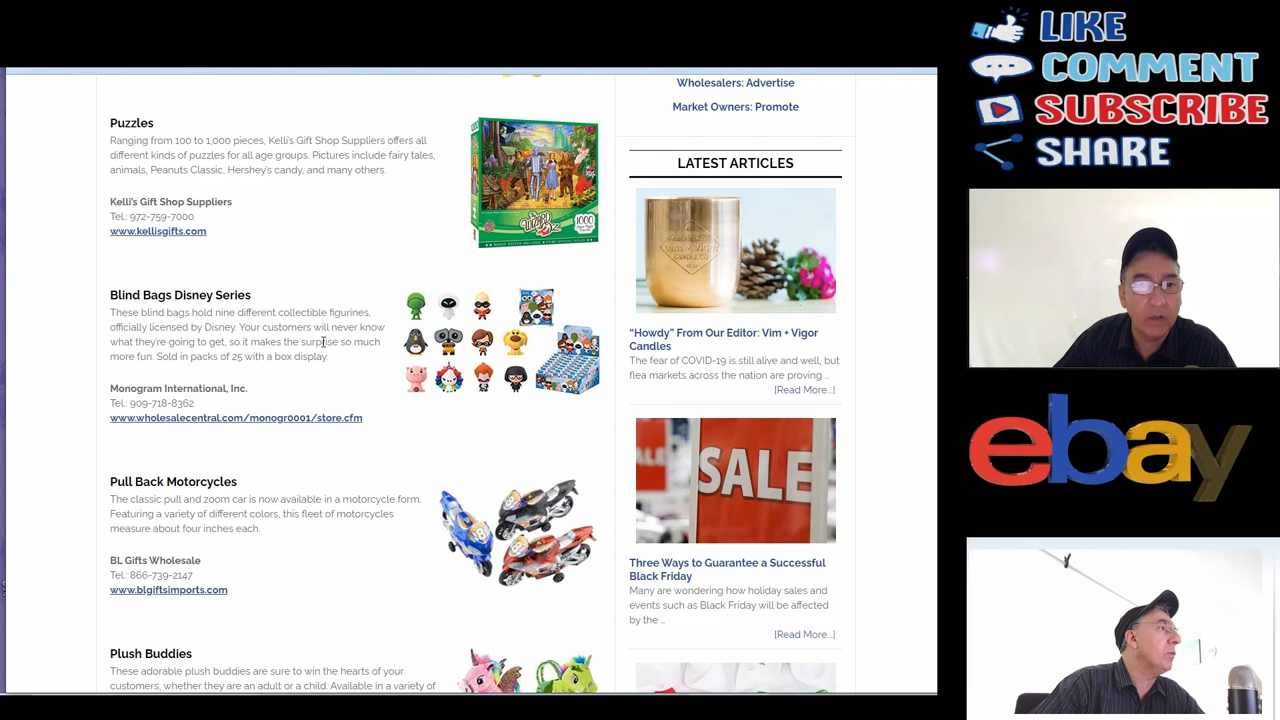 Puzzles
Ranging from 100 to 1,000 pieces, Kelli's Gift Shop Suppliers offers all
different kinds of puzzles for all age groups. Pictures include fairy tales,
animals, Peanuts Classic, Hershey's candy, and many others.
Kelli's Gift Shop Suppliers
Tel.: 972-759-7000
www.kellisgifts.com
Blind Bags Disney Series
These blind bags hold nine different collectible figurines,
officially licensed by Disney. Your customers will never know
what they're going to get, so it makes the surprise so much
more fun. Sold in packs of 25 with a box display.
Monogram International, Inc.
Tel.: 909-718-8362
www.wholesalecentral.com/monogr0001/store.cfm
Pull Back Motorcycles
The classic pull and zoom car is now available in a motorcycle form.
Featuring a variety of different colors, this fleet of motorcycles
measure about four inches each.
BL Gifts Wholesale
Tel.: 866-739-2147
www.blgiftsimports.com
Plush Buddies
These adorable plush buddies are sure to win the hearts of your
customers, whether they are an adult or a child. Available in a variety of
Wizard
Oz
1000
Wholesalers: Advertise
Market Owners: Promote
LATEST ARTICLES
CANDLE CO
"Howdy" From Our Editor: Vim + Vigor
Candles
The fear of COVID-19 is still alive and well, but
flea markets across the nation are proving ...
[Read More...]
SALE
Three Ways to Guarantee a Successful
Black Friday
Many are wondering how holiday sales and
events such as Black Friday will be affected
by the ...
[Read More...]
LIKE
COMMENT
SUBSCRIBE
SHARE
ebay